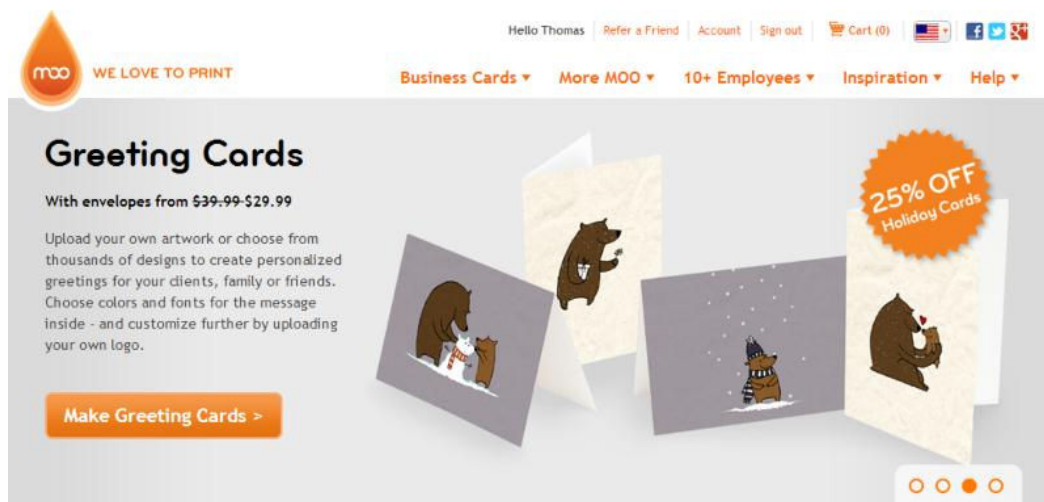 Hello Thomas Refer a Friend Account Sign out Cart (0)
moo WE LOVE TO PRINT
Business Cards More MOO 10+ Employees Inspiration Help
Greeting Cards
With envelopes from $39.99 $29.99
Upload your own artwork or choose from
thousands of designs to create personalized
greetings for your clients, family or friends.
Choose colors and fonts for the message
inside - and customize further by uploading
your own logo.
Make Greeting Cards >
25% OFF
Holiday Cards